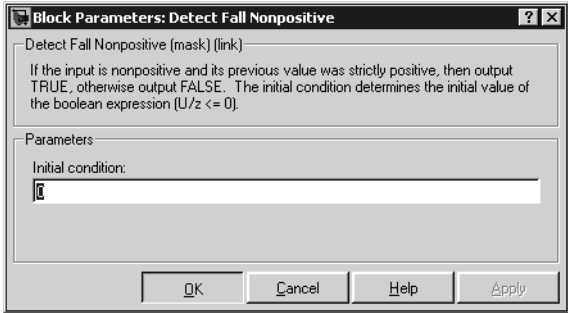 Block Parameters: Detect Fall Nonpositive
Detect Fall Nonpositive (mask) (link)
If the input is nonpositive and its previous value was strictly positive, then output
TRUE, otherwise output FALSE.  The initial condition determines the initial value of
the boolean expression (U/z <= 0).
Parameters
Initial condition:
0
OK Cancel Help Apply